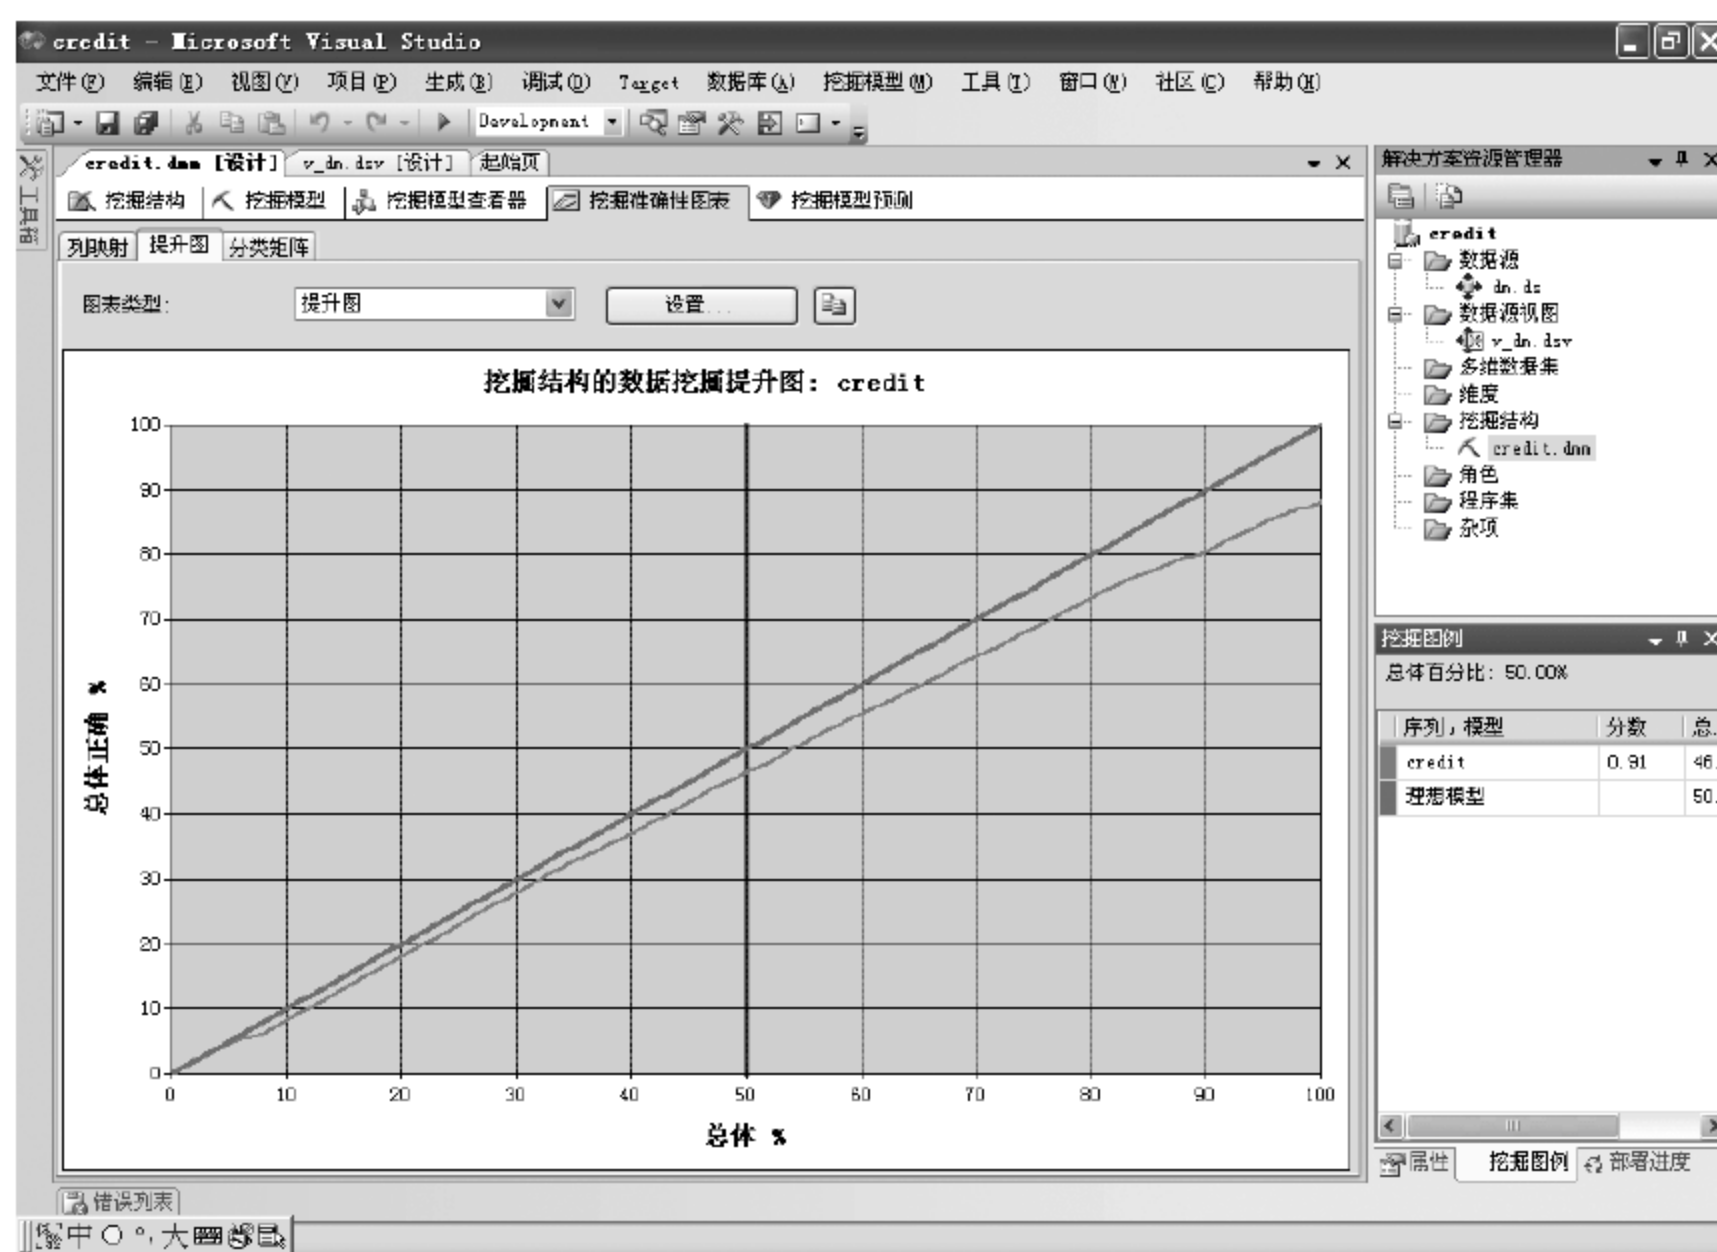 credit - Microsoft Visual Studio
文件(F) 编辑(E) 视图(V) 项目(P) 生成(B) 调试(D) Target 数据库(A) 挖掘模型(M) 工具(T) 窗口(W) 社区(C) 帮助(H)
Development
credit.dmm [设计] v_dn.dsv [设计] 起始页
工具箱
挖掘结构 挖掘模型 挖掘模型查看器 挖掘准确性图表 挖掘模型预测
列映射 提升图 分类矩阵
图表类型: 提升图 设置...
挖掘结构的数据挖掘提升图: credit
总体正确 %
100
90
80
70
60
50
40
30
20
10
0
0 10 20 30 40 50 60 70 80 90 100
总体 %
解决方案资源管理器
credit
数据源
dn.ds
数据源视图
v_dn.dsv
多维数据集
维度
挖掘结构
credit.dmm
角色
程序集
杂项
挖掘图例
总体百分比: 50.00%
序列, 模型 分数 总.
credit 0.91 46.
理想模型 50.
属性 挖掘图例 部署进度
错误列表
中 大